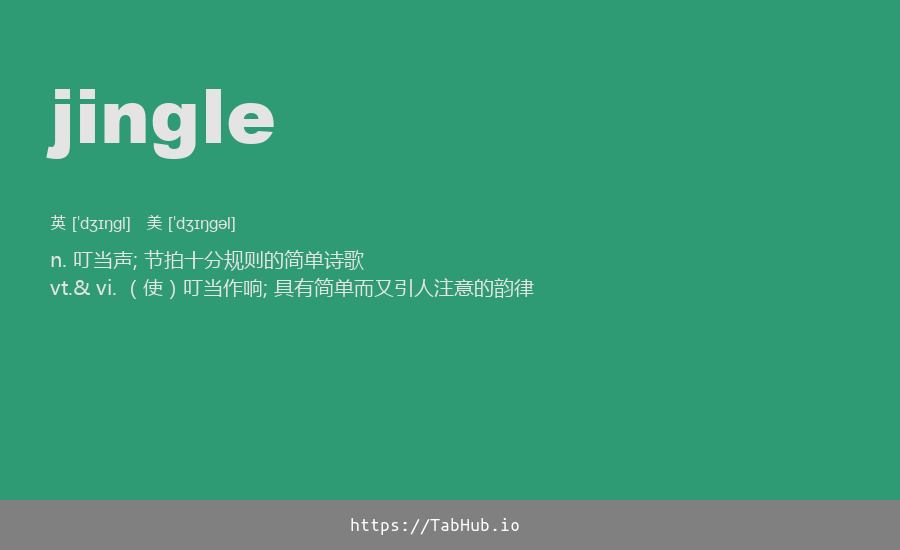 jingle
英 [ˈdʒɪŋgl] 美 [ˈdʒɪŋgəl]
n. 叮当声; 节拍十分规则的简单诗歌
vt.& vi. （使）叮当作响; 具有简单而又引人注意的韵律
https://TabHub.io